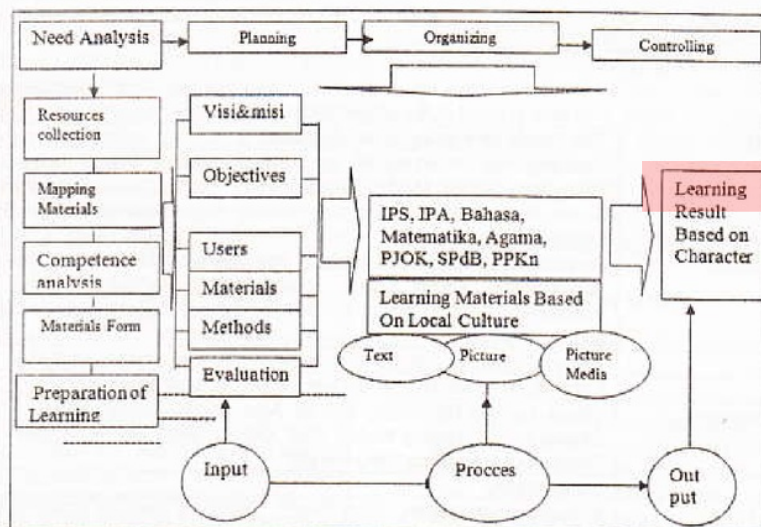 Need Analysis
Planning
Organizing
Controlling
Resources
collection
Mapping
Materials
Competence
analysis
Materials Form
Preparation of
Learning
Visi&misi
Objectives
Users
Materials
Methods
Evaluation
IPS, IPA, Bahasa,
Matematika, Agama,
PJOK, SPdB, PPKn
Learning Materials Based
On Local Culture
Text
Picture
Picture
Media
Learning
Result
Based on
Character
Input
Procces
Out
put